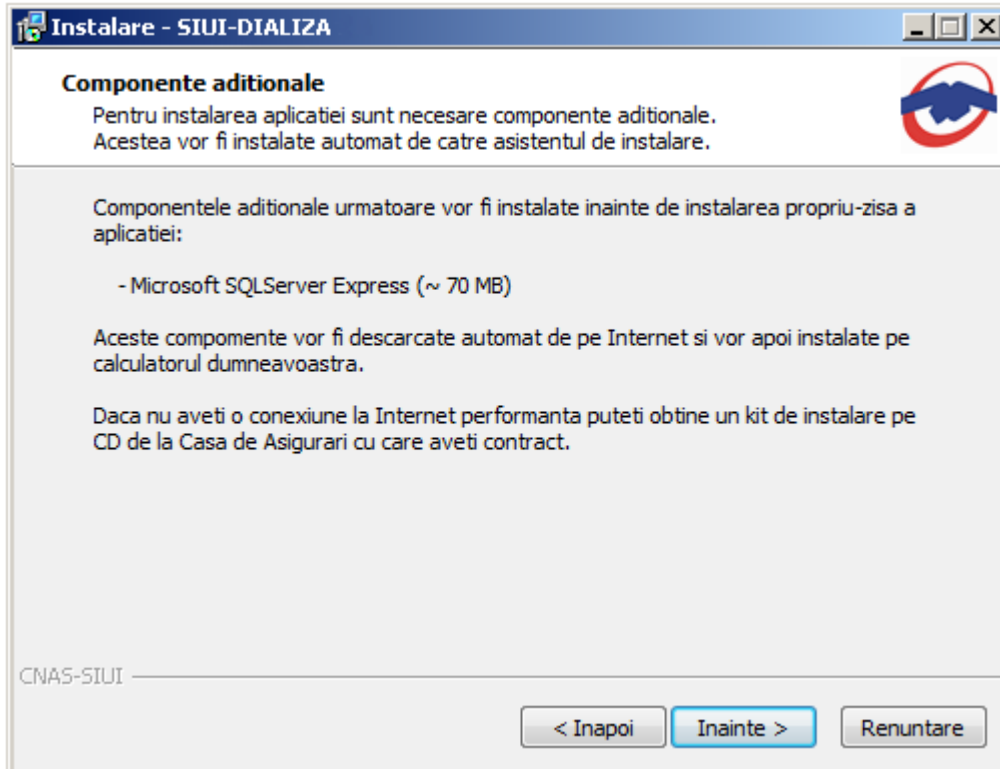 Instalare - SIUI-DIALIZA
Componente aditionale
Pentru instalarea aplicatiei sunt necesare componente aditionale.
Acestea vor fi instalate automat de catre asistentul de instalare.
Componentele aditionale urmatoare vor fi instalate inainte de instalarea propriu-zisa a
aplicatiei:
- Microsoft SQLServer Express (~ 70 MB)
Aceste compomente vor fi descarcate automat de pe Internet si vor apoi instalate pe
calculatorul dumneavoastra.
Daca nu aveti o conexiune la Internet performanta puteti obtine un kit de instalare pe
CD de la Casa de Asigurari cu care aveti contract.
CNAS-SIUI
< Inapoi
Inainte >
Renuntare